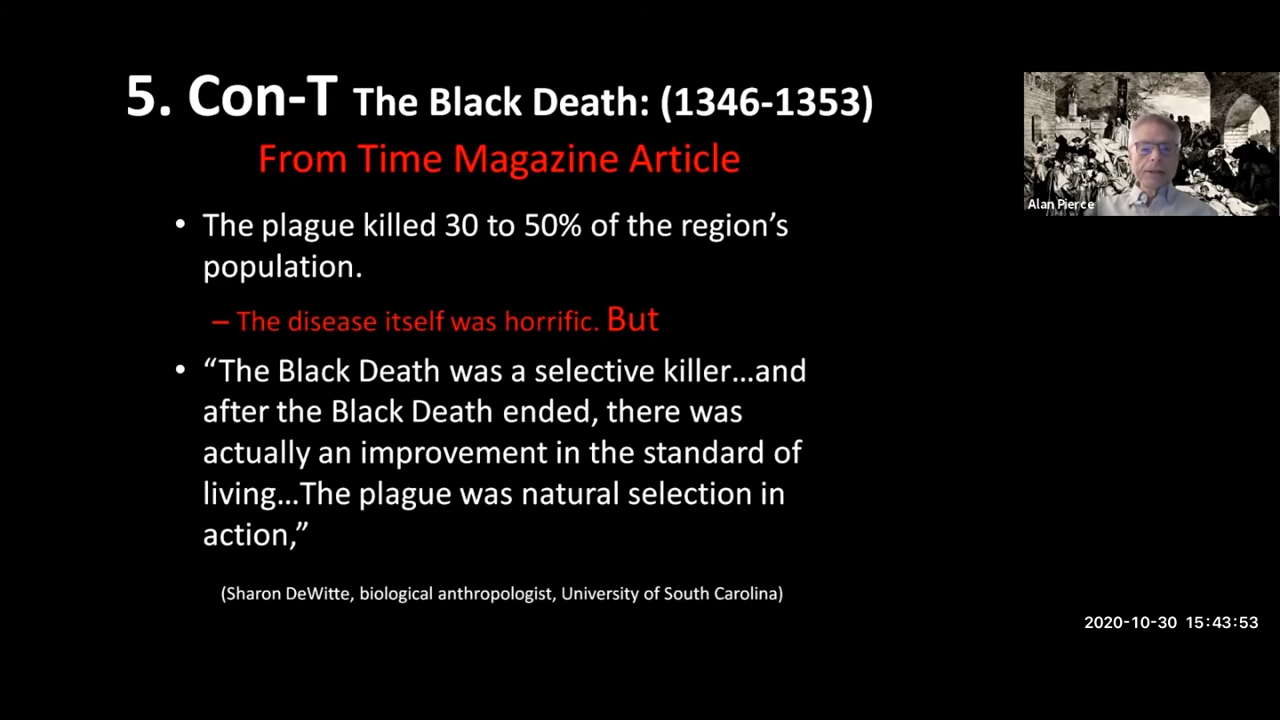 5. Con-T The Black Death: (1346-1353)
From Time Magazine Article
• The plague killed 30 to 50% of the region’s
population.
– The disease itself was horrific. But
• “The Black Death was a selective killer…and
after the Black Death ended, there was
actually an improvement in the standard of
living…The plague was natural selection in
action,”
(Sharon DeWitte, biological anthropologist, University of South Carolina)
Alan Pierce
2020-10-30 15:43:53